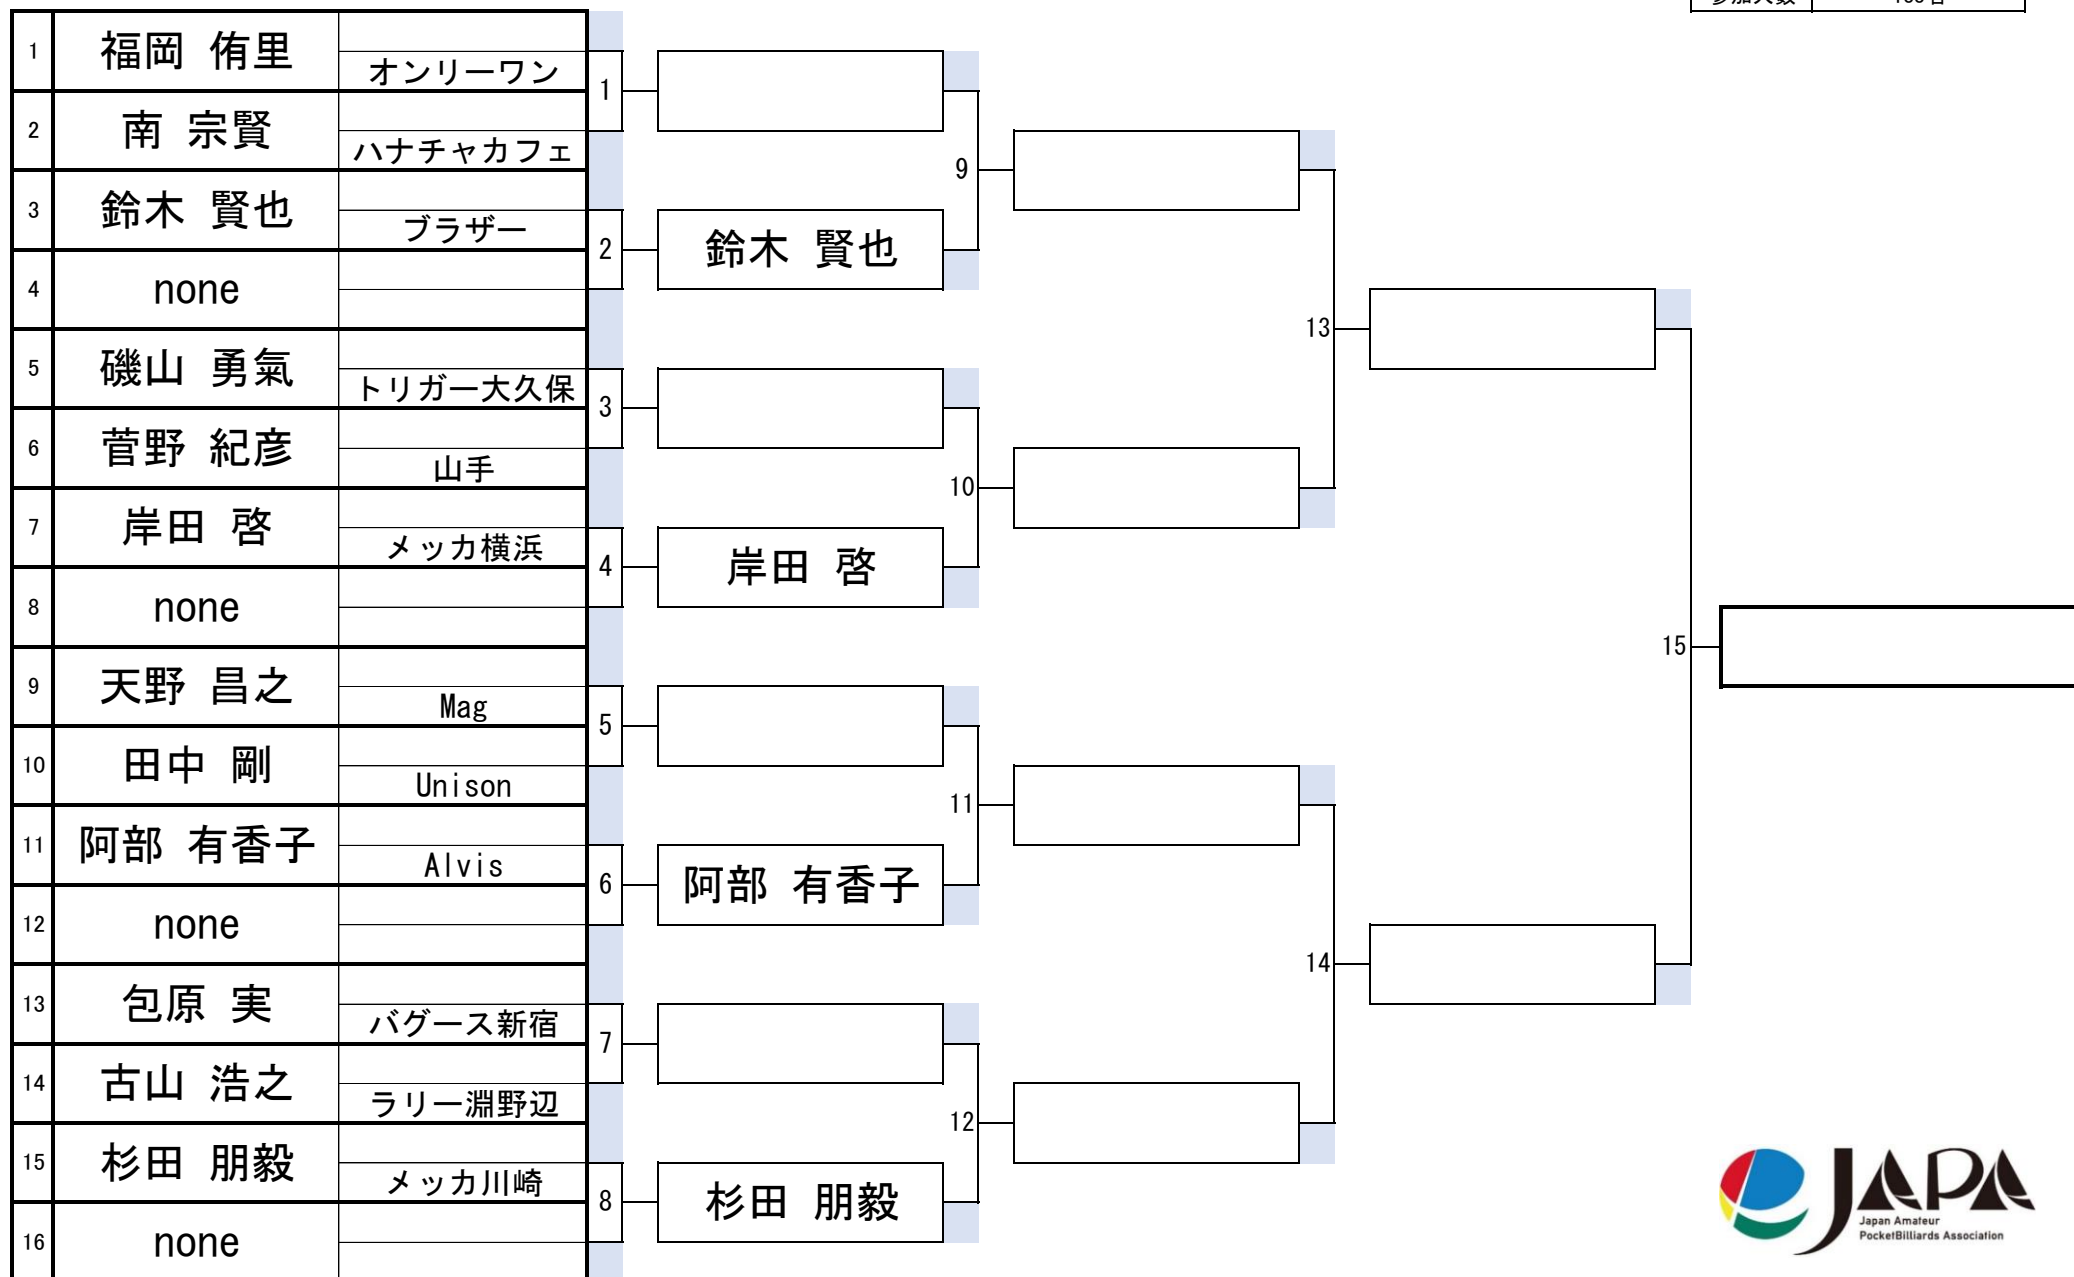 1 福岡 侑里 オンリーワン
2 南 宗賢 ハナチャカフェ
3 鈴木 賢也 ブラザー
4 none
5 磯山 勇氣 トリガー大久保
6 菅野 紀彦 山手
7 岸田 啓 メッカ横浜
8 none
9 天野 昌之 Mag
10 田中 剛 Unison
11 阿部 有香子 Alvis
12 none
13 包原 実 バグース新宿
14 古山 浩之 ラリー淵野辺
15 杉田 朋毅 メッカ川崎
16 none
1
2 鈴木 賢也
3
4 岸田 啓
5
6 阿部 有香子
7
8 杉田 朋毅
9
10
11
12
13
14
15
JAPA
Japan Amateur
PocketBilliards Association